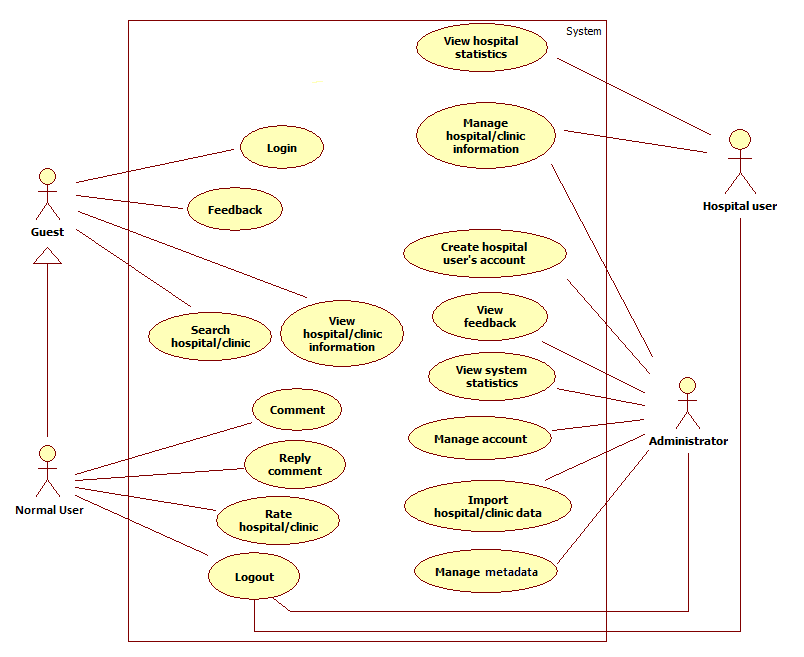 System
View hospital
statistics
Manage
hospital/clinic
information
Login
Hospital user
Feedback
Guest
Create hospital
user's account
View
feedback
Search
hospital/clinic
View
hospital/clinic
information
View system
statistics
Comment
Manage account
Administrator
Reply
comment
Normal User
Rate
hospital/clinic
Import
hospital/clinic data
Logout
Manage metadata